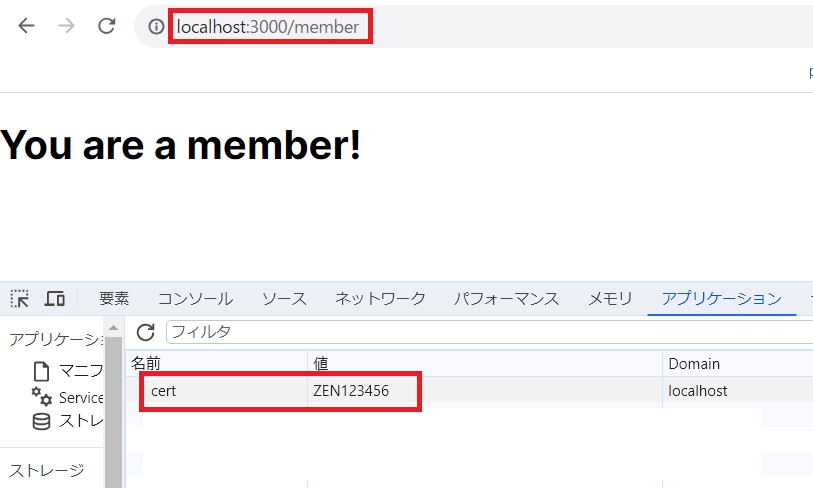 localhost:3000/member
You are a member!
要素 コンソール ソース ネットワーク パフォーマンス メモリ アプリケーション
アプリケーショ
フィルタ
名前 値 Domain
マニフ
cert ZEN123456 localhost
Service
ストレ
ストレージ